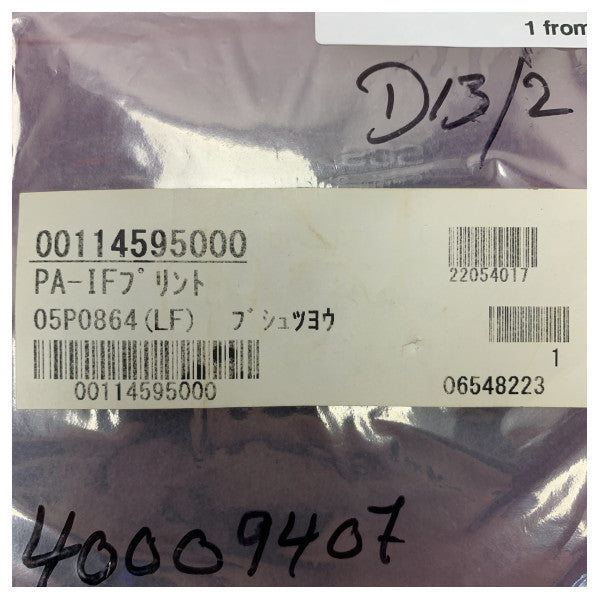 1 from
D13/2
00114595000
PA-IFﾌﾟﾘﾝﾄ
22054017
05P0864(LF) ﾌﾞｼｭﾂﾖｳ
1
00114595000
06548223
40009407